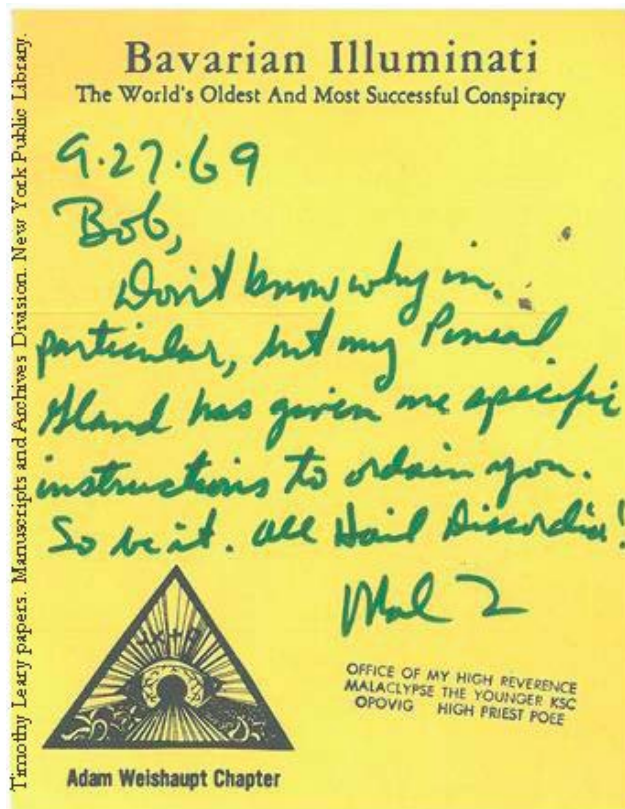 Bavarian Illuminati
The World's Oldest And Most Successful Conspiracy
9.27.69
Bob,
Don't know why in
particular, but my Pineal
Gland has given me specific
instructions to ordain you.
So be it. All Hail Discordia!
Mal 2
OFFICE OF MY HIGH REVERENCE
MALACLYPSE THE YOUNGER KSC
OPOVIG HIGH PRIEST POEE
Adam Weishaupt Chapter
Timothy Leary papers. Manuscripts and Archives Division. New York Public Library.